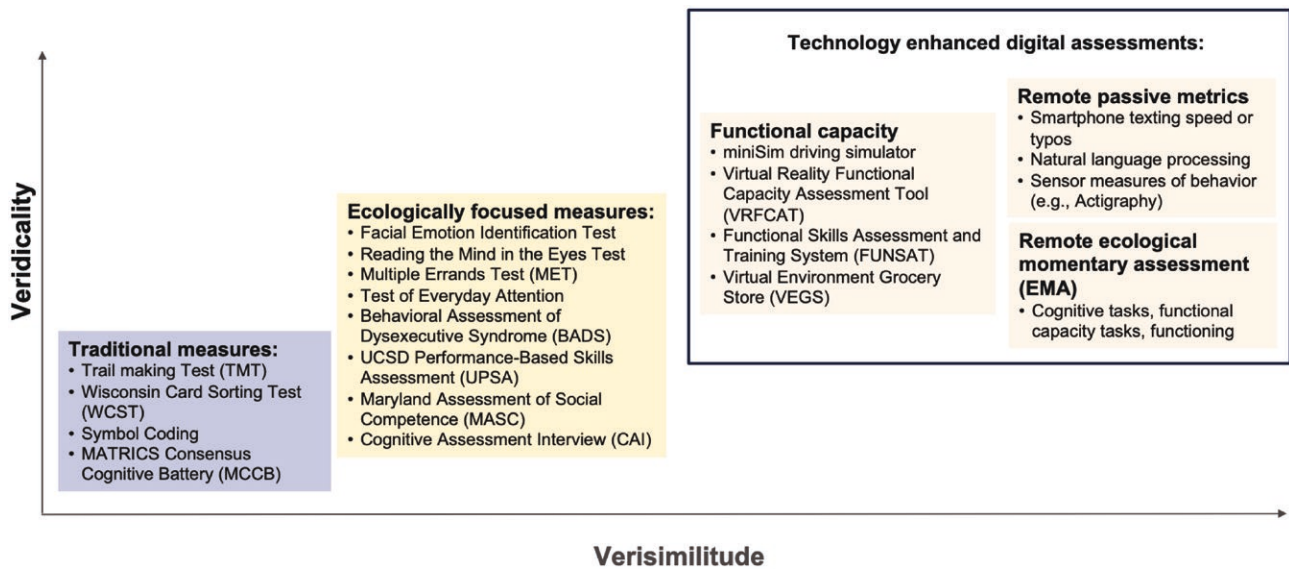 Veridicality
Traditional measures:
• Trail making Test (TMT)
• Wisconsin Card Sorting Test
(WCST)
• Symbol Coding
• MATRICS Consensus
Cognitive Battery (MCCB)
Ecologically focused measures:
• Facial Emotion Identification Test
• Reading the Mind in the Eyes Test
• Multiple Errands Test (MET)
• Test of Everyday Attention
• Behavioral Assessment of
Dysexecutive Syndrome (BADS)
• UCSD Performance-Based Skills
Assessment (UPSA)
• Maryland Assessment of Social
Competence (MASC)
• Cognitive Assessment Interview (CAI)
Technology enhanced digital assessments:
Functional capacity
• miniSim driving simulator
• Virtual Reality Functional
Capacity Assessment Tool
(VRFCAT)
• Functional Skills Assessment and
Training System (FUNSAT)
• Virtual Environment Grocery
Store (VEGS)
Remote passive metrics
• Smartphone texting speed or
typos
• Natural language processing
• Sensor measures of behavior
(e.g., Actigraphy)
Remote ecological
momentary assessment
(EMA)
• Cognitive tasks, functional
capacity tasks, functioning
Verisimilitude